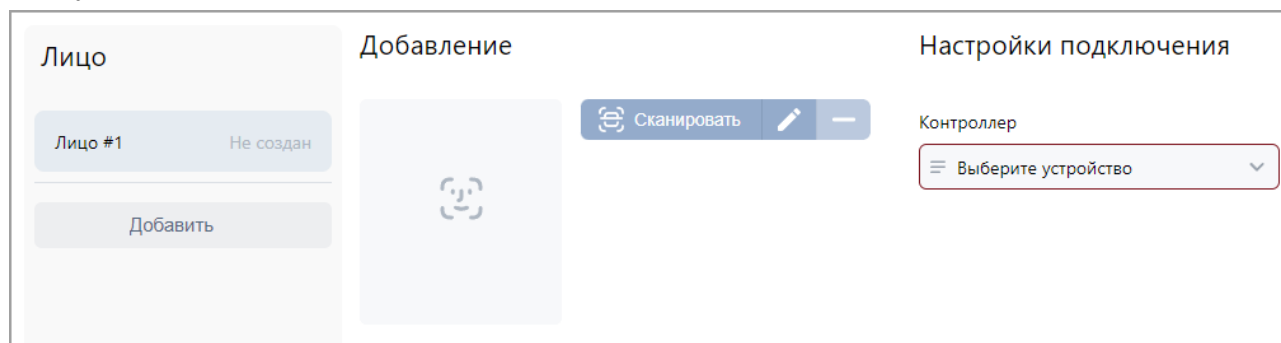 Лицо
Лицо #1
Не создан
Добавить
Добавление
Сканировать
Настройки подключения
Контроллер
Выберите устройство